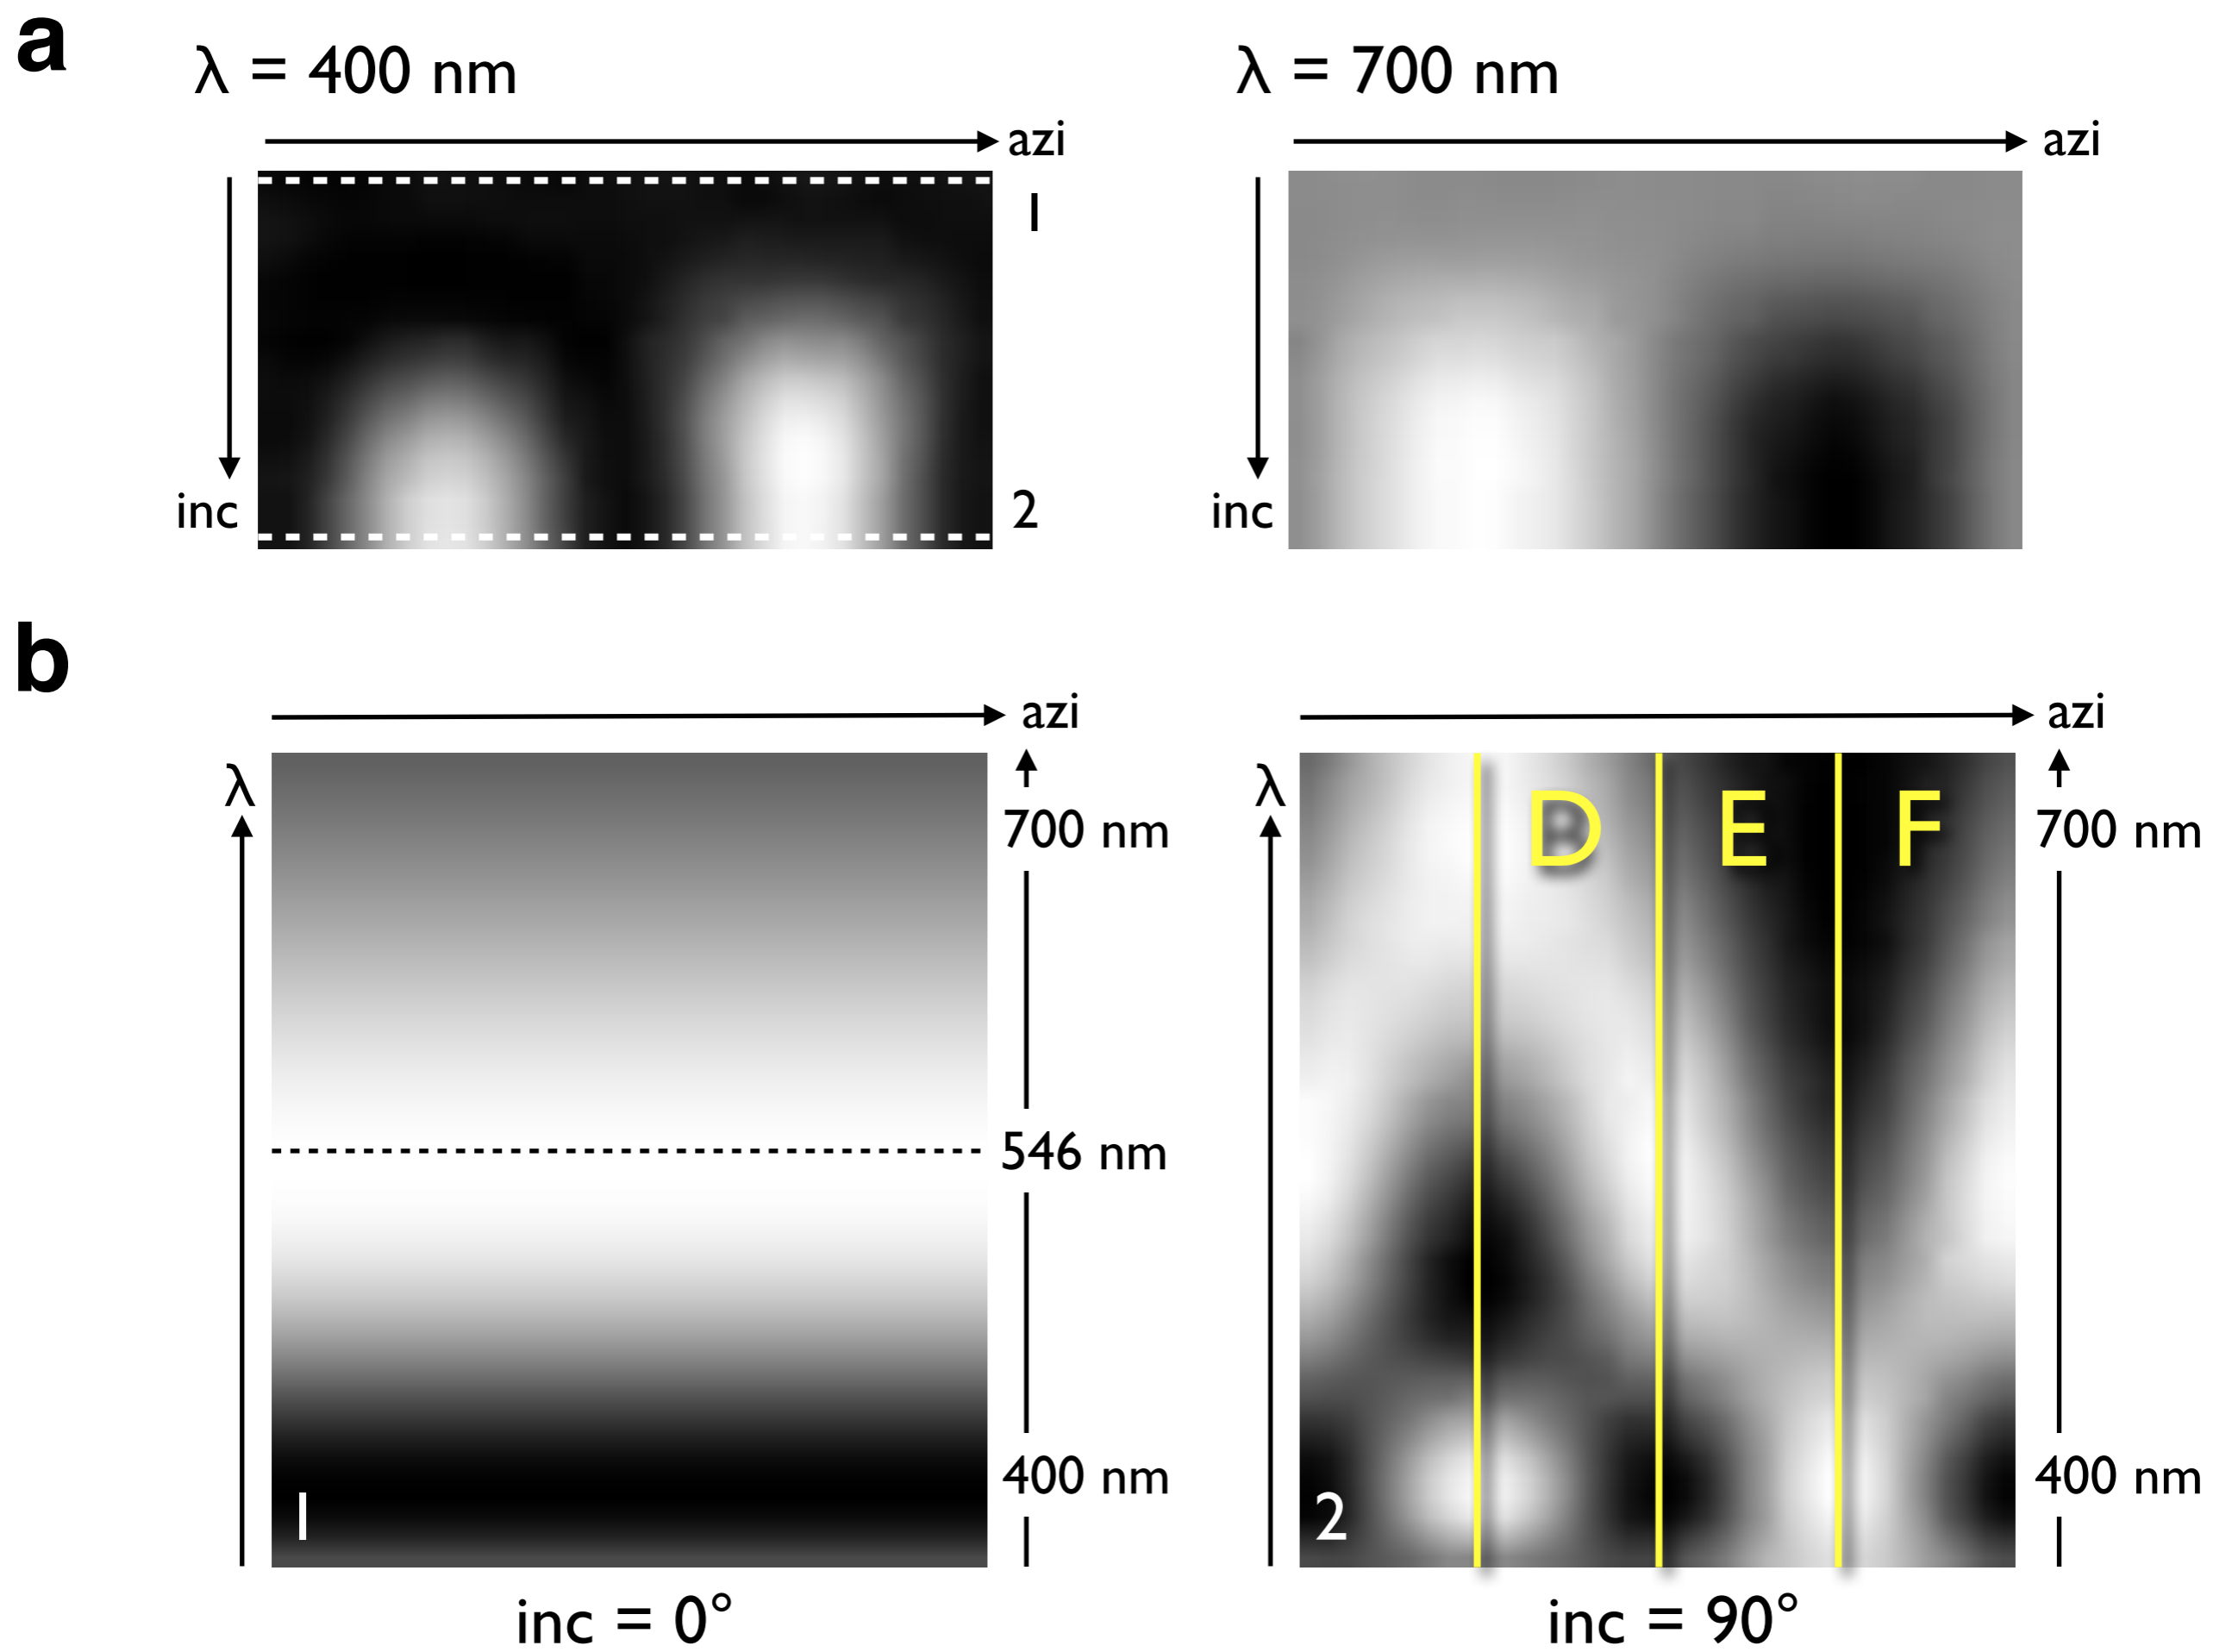 a
λ = 400 nm
λ = 700 nm
azi
azi
1
inc
2
inc
b
azi
azi
λ
700 nm
λ
D E F
700 nm
546 nm
400 nm
400 nm
1
2
inc = 0°
inc = 90°